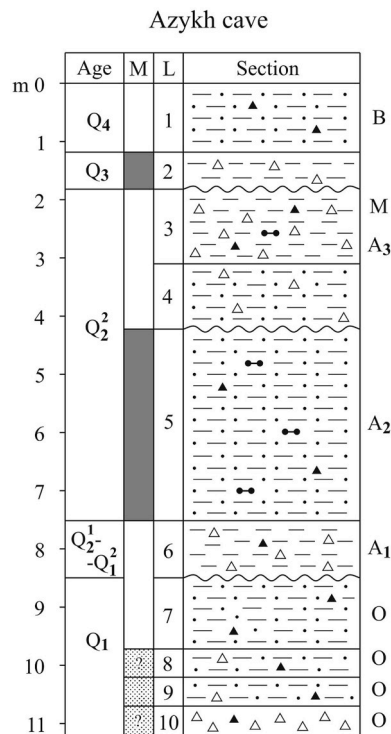 Azykh cave
Age M L Section
m 0
Q4 1 B
1
Q3 2
2
3 M
A3
3
Q2² 4
4
5
5
6 A2
7
Q2¹-
-Q1² 6 A1
8
7 O
9
Q1
? 8 O
10
9 O
? 10 O
11